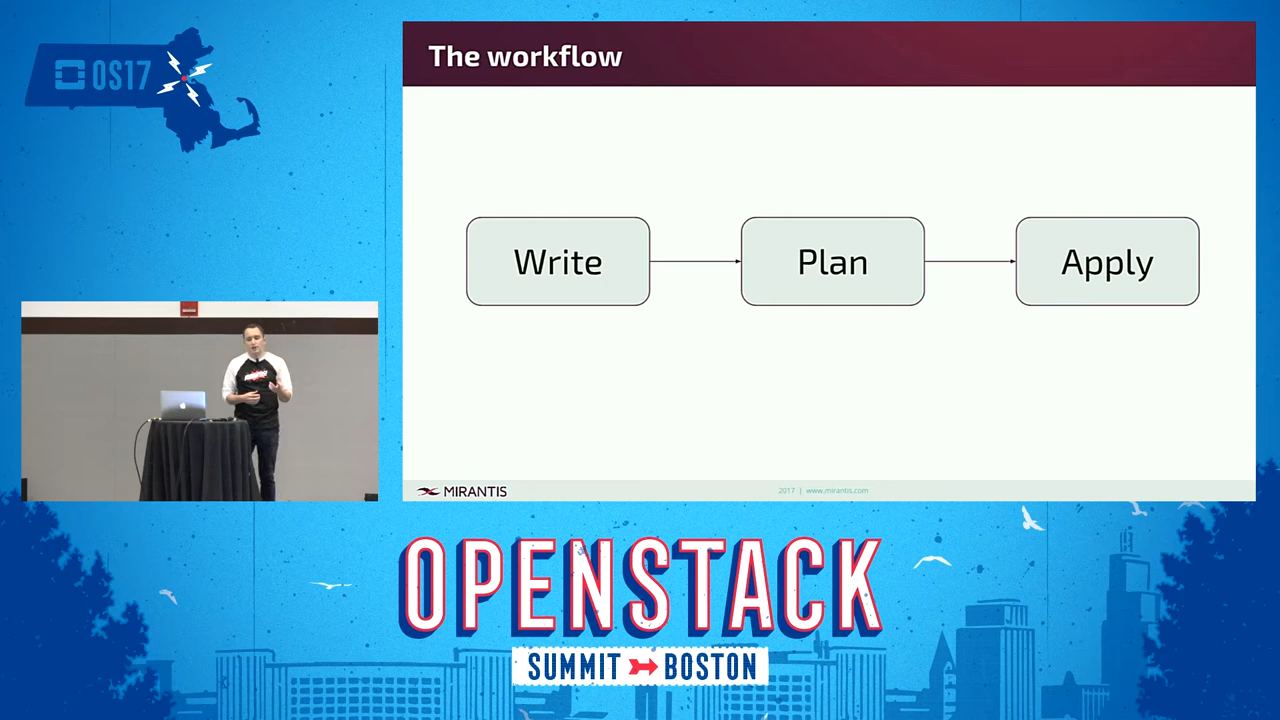 OS17
The workflow
Write
Plan
Apply
MIRANTIS
2017 | www.mirantis.com
OPENSTACK
SUMMIT BOSTON